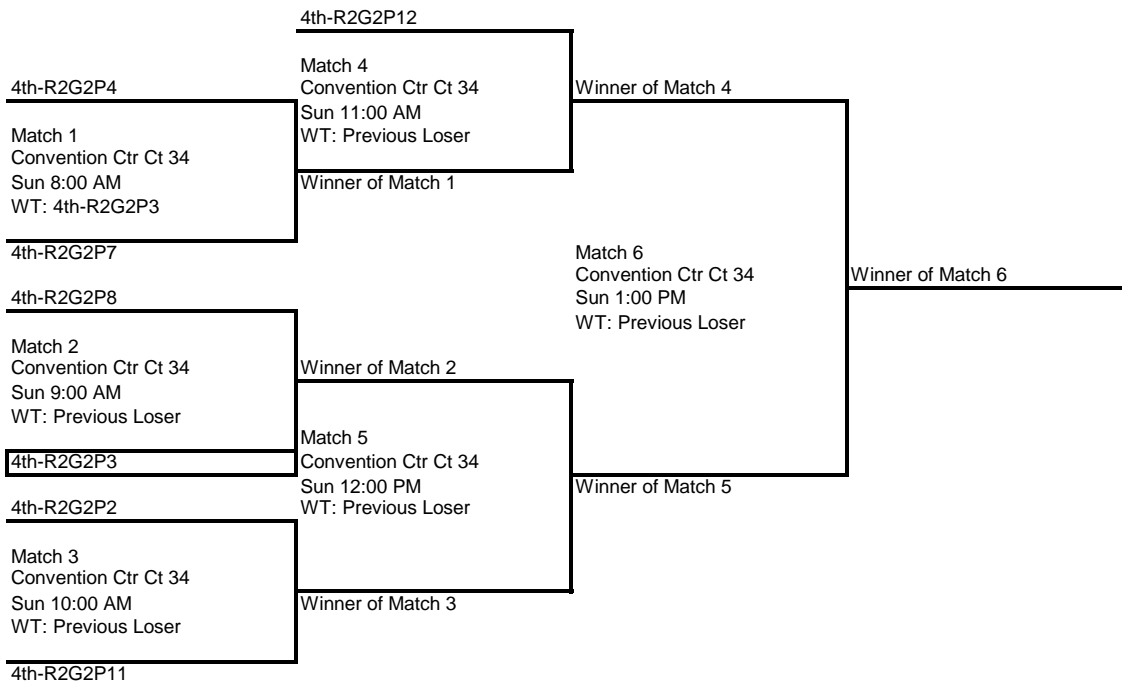 4th-R2G2P12
Match 4
Convention Ctr Ct 34
Sun 11:00 AM
WT: Previous Loser
4th-R2G2P4
Winner of Match 4
Match 1
Convention Ctr Ct 34
Sun 8:00 AM
WT: 4th-R2G2P3
Winner of Match 1
4th-R2G2P7
Match 6
Convention Ctr Ct 34
Sun 1:00 PM
WT: Previous Loser
Winner of Match 6
4th-R2G2P8
Match 2
Convention Ctr Ct 34
Sun 9:00 AM
WT: Previous Loser
Winner of Match 2
4th-R2G2P3
Match 5
Convention Ctr Ct 34
Sun 12:00 PM
WT: Previous Loser
Winner of Match 5
4th-R2G2P2
Match 3
Convention Ctr Ct 34
Sun 10:00 AM
WT: Previous Loser
Winner of Match 3
4th-R2G2P11